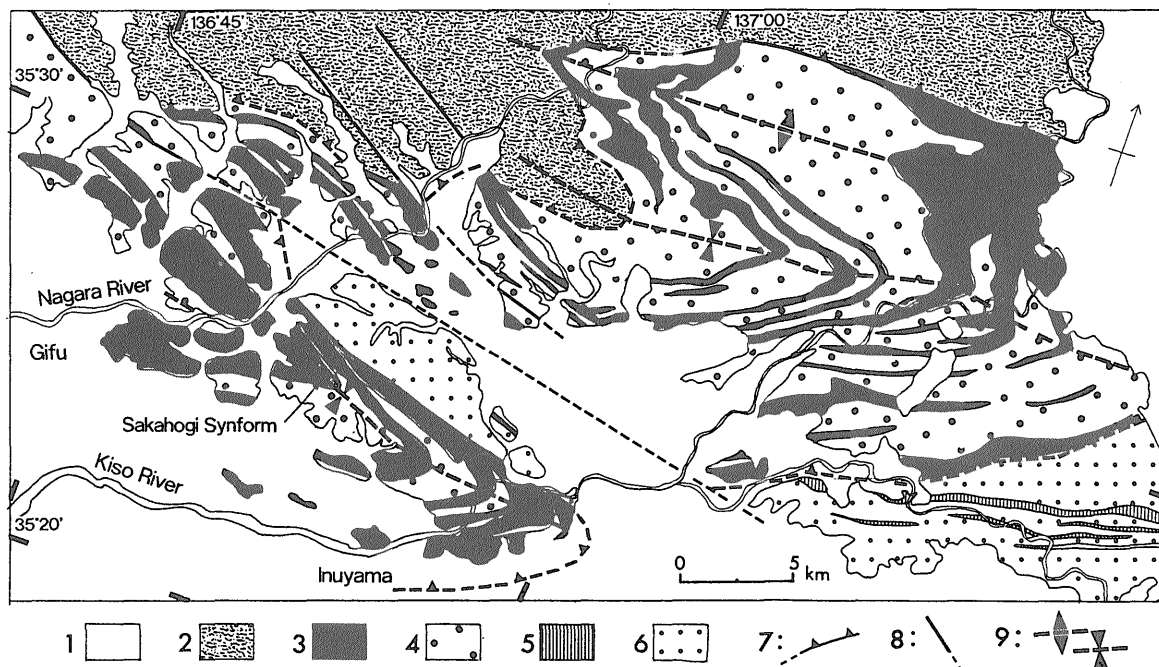 136°45'
137°00'
35°30'
Nagara River
Gifu
Sakahogi Synform
Kiso River
35°20'
Inuyama
0 5
km
1 2 3 4 5 6 7: 8: 9: